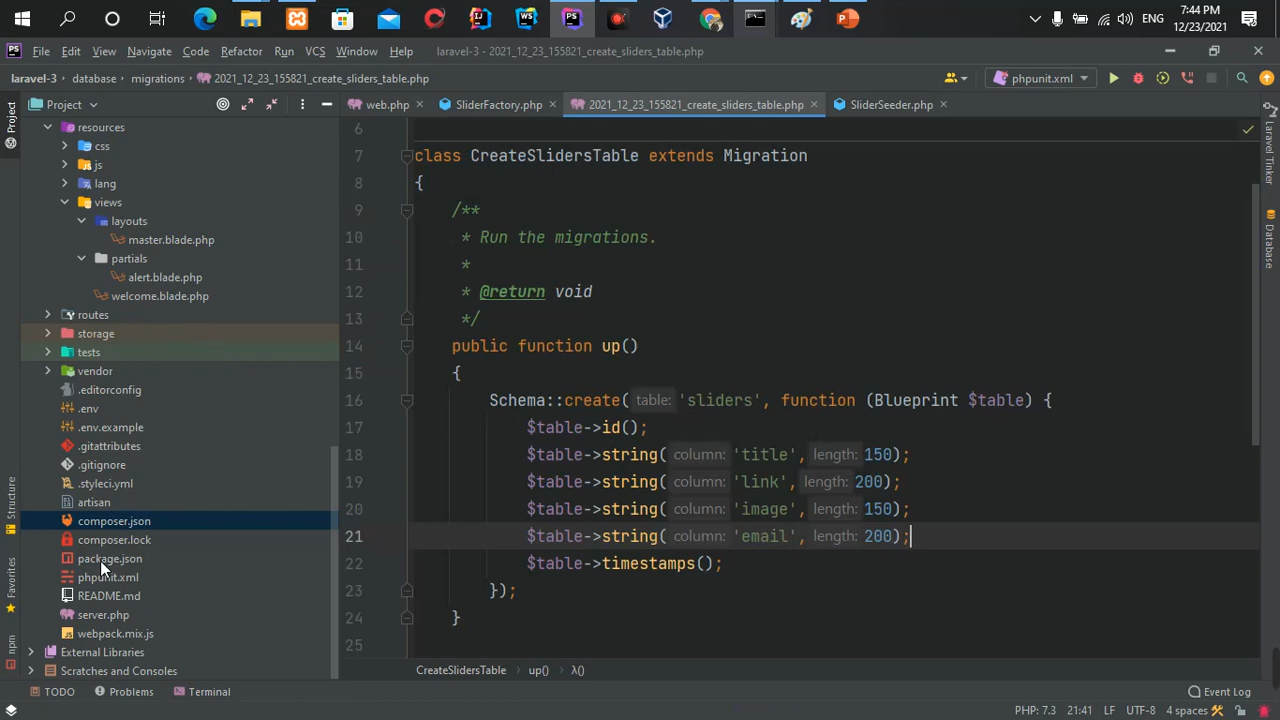 ENG
7:44 PM
12/23/2021
PS
File Edit View Navigate Code Refactor Run VCS Window Help
laravel-3 - 2021_12_23_155821_create_sliders_table.php
laravel-3 database migrations 2021_12_23_155821_create_sliders_table.php
phpunit.xml
Project
web.php
SliderFactory.php
2021_12_23_155821_create_sliders_table.php
SliderSeeder.php
Project
resources
css
js
lang
views
layouts
master.blade.php
partials
alert.blade.php
welcome.blade.php
routes
storage
tests
vendor
.editorconfig
.env
.env.example
.gitattributes
.gitignore
.styleci.yml
artisan
composer.json
composer.lock
package.json
phpunit.xml
README.md
server.php
webpack.mix.js
External Libraries
Scratches and Consoles
Structure
Favorites
npm
6
7 class CreateSlidersTable extends Migration
8 {
9 /**
10 * Run the migrations.
11 *
12 * @return void
13 */
14 public function up()
15 {
16 Schema::create( table: 'sliders', function (Blueprint $table) {
17 $table->id();
18 $table->string( column: 'title', length: 150);
19 $table->string( column: 'link', length: 200);
20 $table->string( column: 'image', length: 150);
21 $table->string( column: 'email', length: 200);
22 $table->timestamps();
23 });
24 }
25
Laravel Tinker
Database
CreateSlidersTable up() λ()
TODO Problems Terminal
Event Log
PHP: 7.3 21:41 LF UTF-8 4 spaces